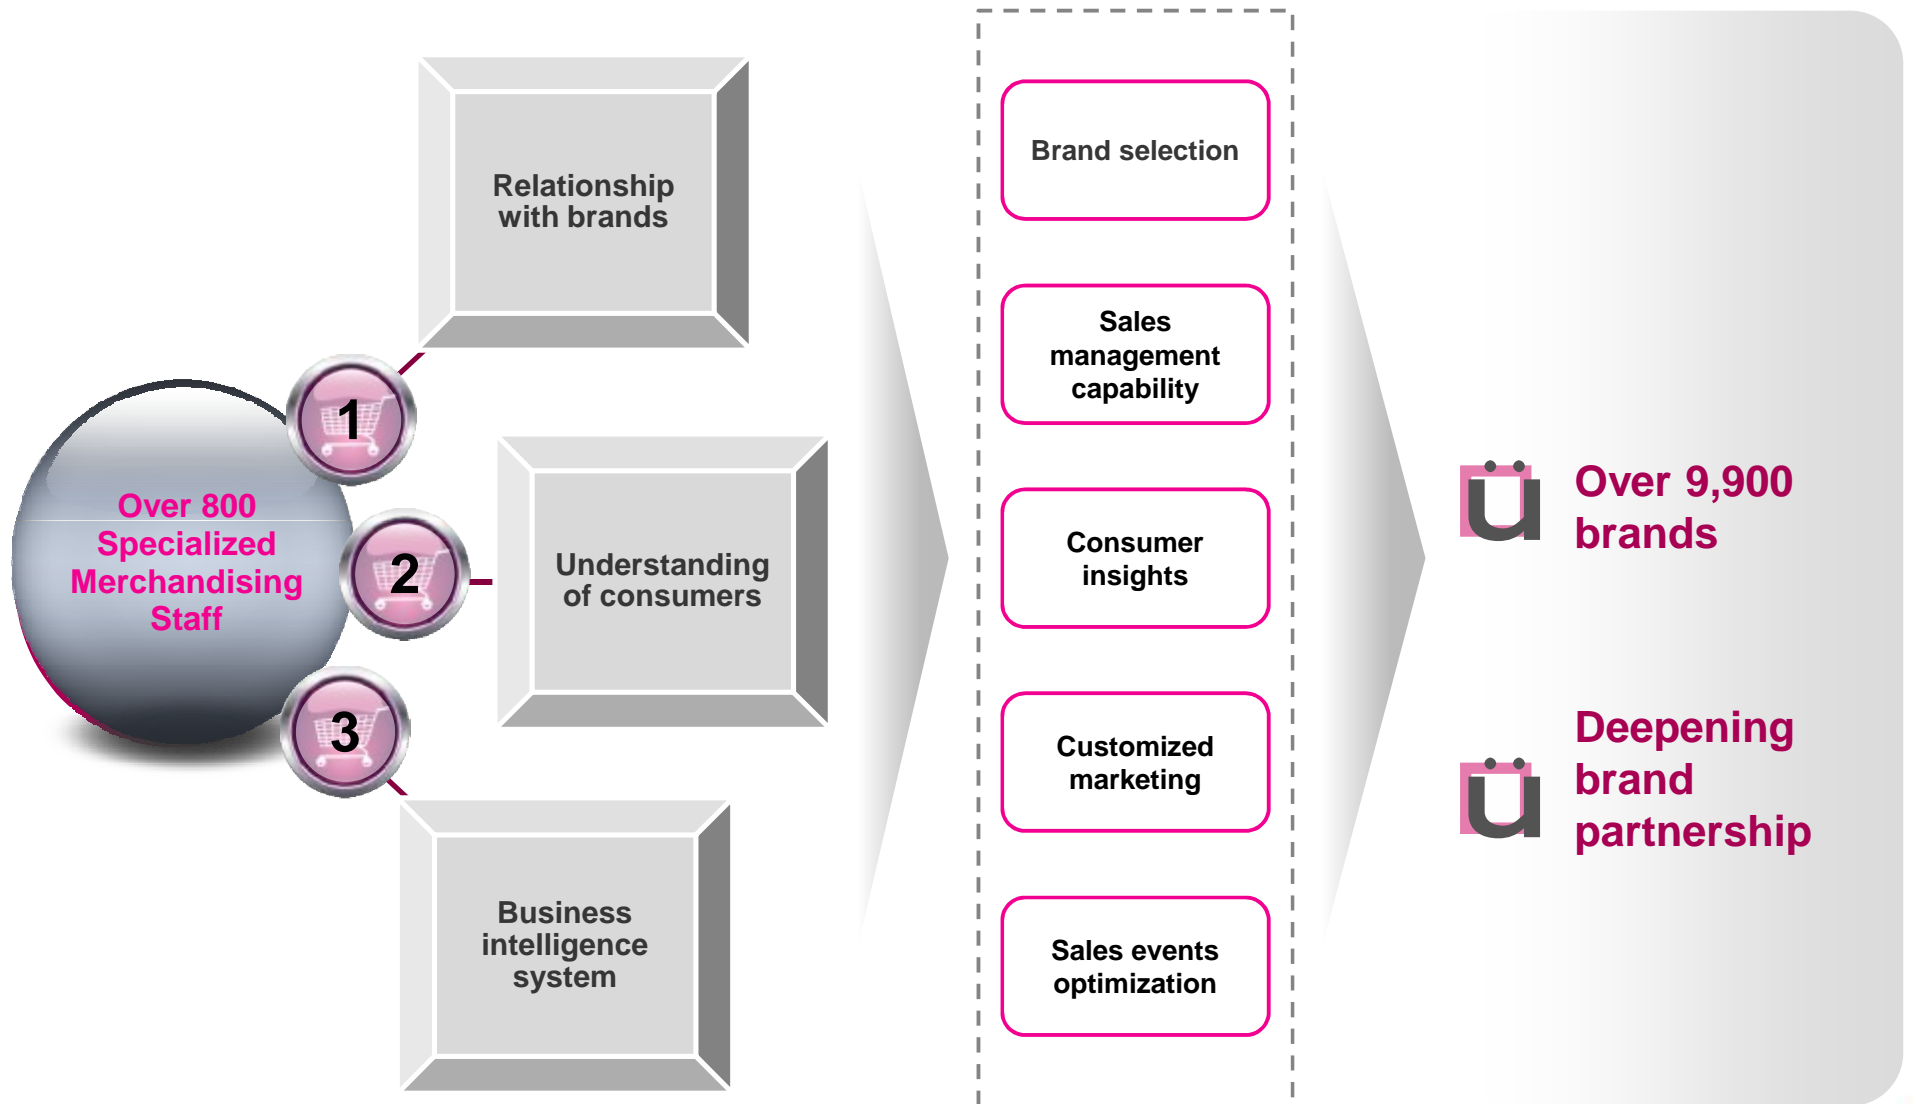 Relationship
with brands
1
Over 800
Specialized
Merchandising
Staff
2
Understanding
of consumers
3
Business
intelligence
system
Brand selection
Sales
management
capability
Consumer
insights
Customized
marketing
Sales events
optimization
ü
Over 9,900
brands
ü
Deepening
brand
partnership